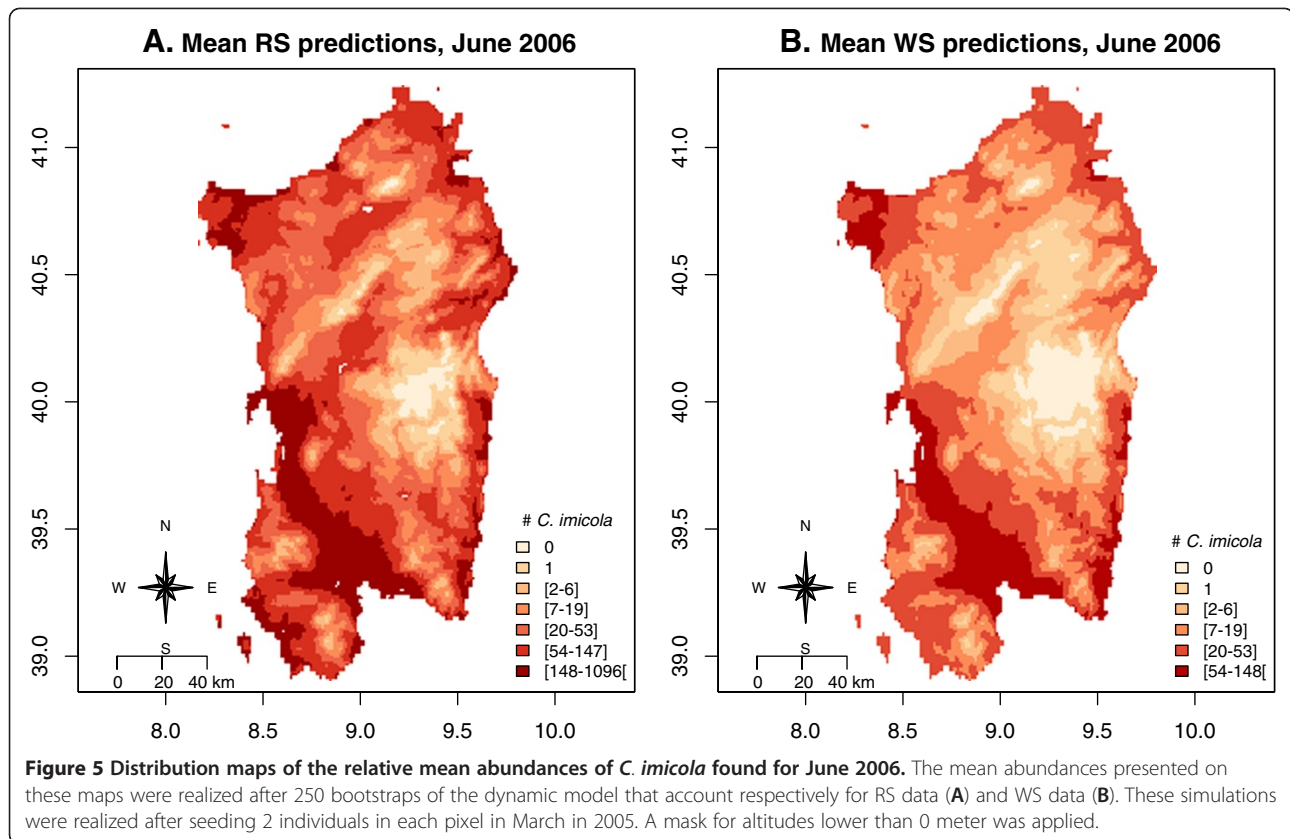 A. Mean RS predictions, June 2006
41.0
40.5
40.0
39.5
39.0
8.0
8.5
9.0
9.5
10.0
N
W
E
S
0
20
40 km
# C. imicola
0
1
[2-6]
[7-19]
[20-53]
[54-147]
[148-1096[
B. Mean WS predictions, June 2006
41.0
40.5
40.0
39.5
39.0
8.0
8.5
9.0
9.5
10.0
N
W
E
S
0
20
40 km
# C. imicola
0
1
[2-6]
[7-19]
[20-53]
[54-148[
Figure 5 Distribution maps of the relative mean abundances of C. imicola found for June 2006. The mean abundances presented on
these maps were realized after 250 bootstraps of the dynamic model that account respectively for RS data (A) and WS data (B). These simulations
were realized after seeding 2 individuals in each pixel in March in 2005. A mask for altitudes lower than 0 meter was applied.